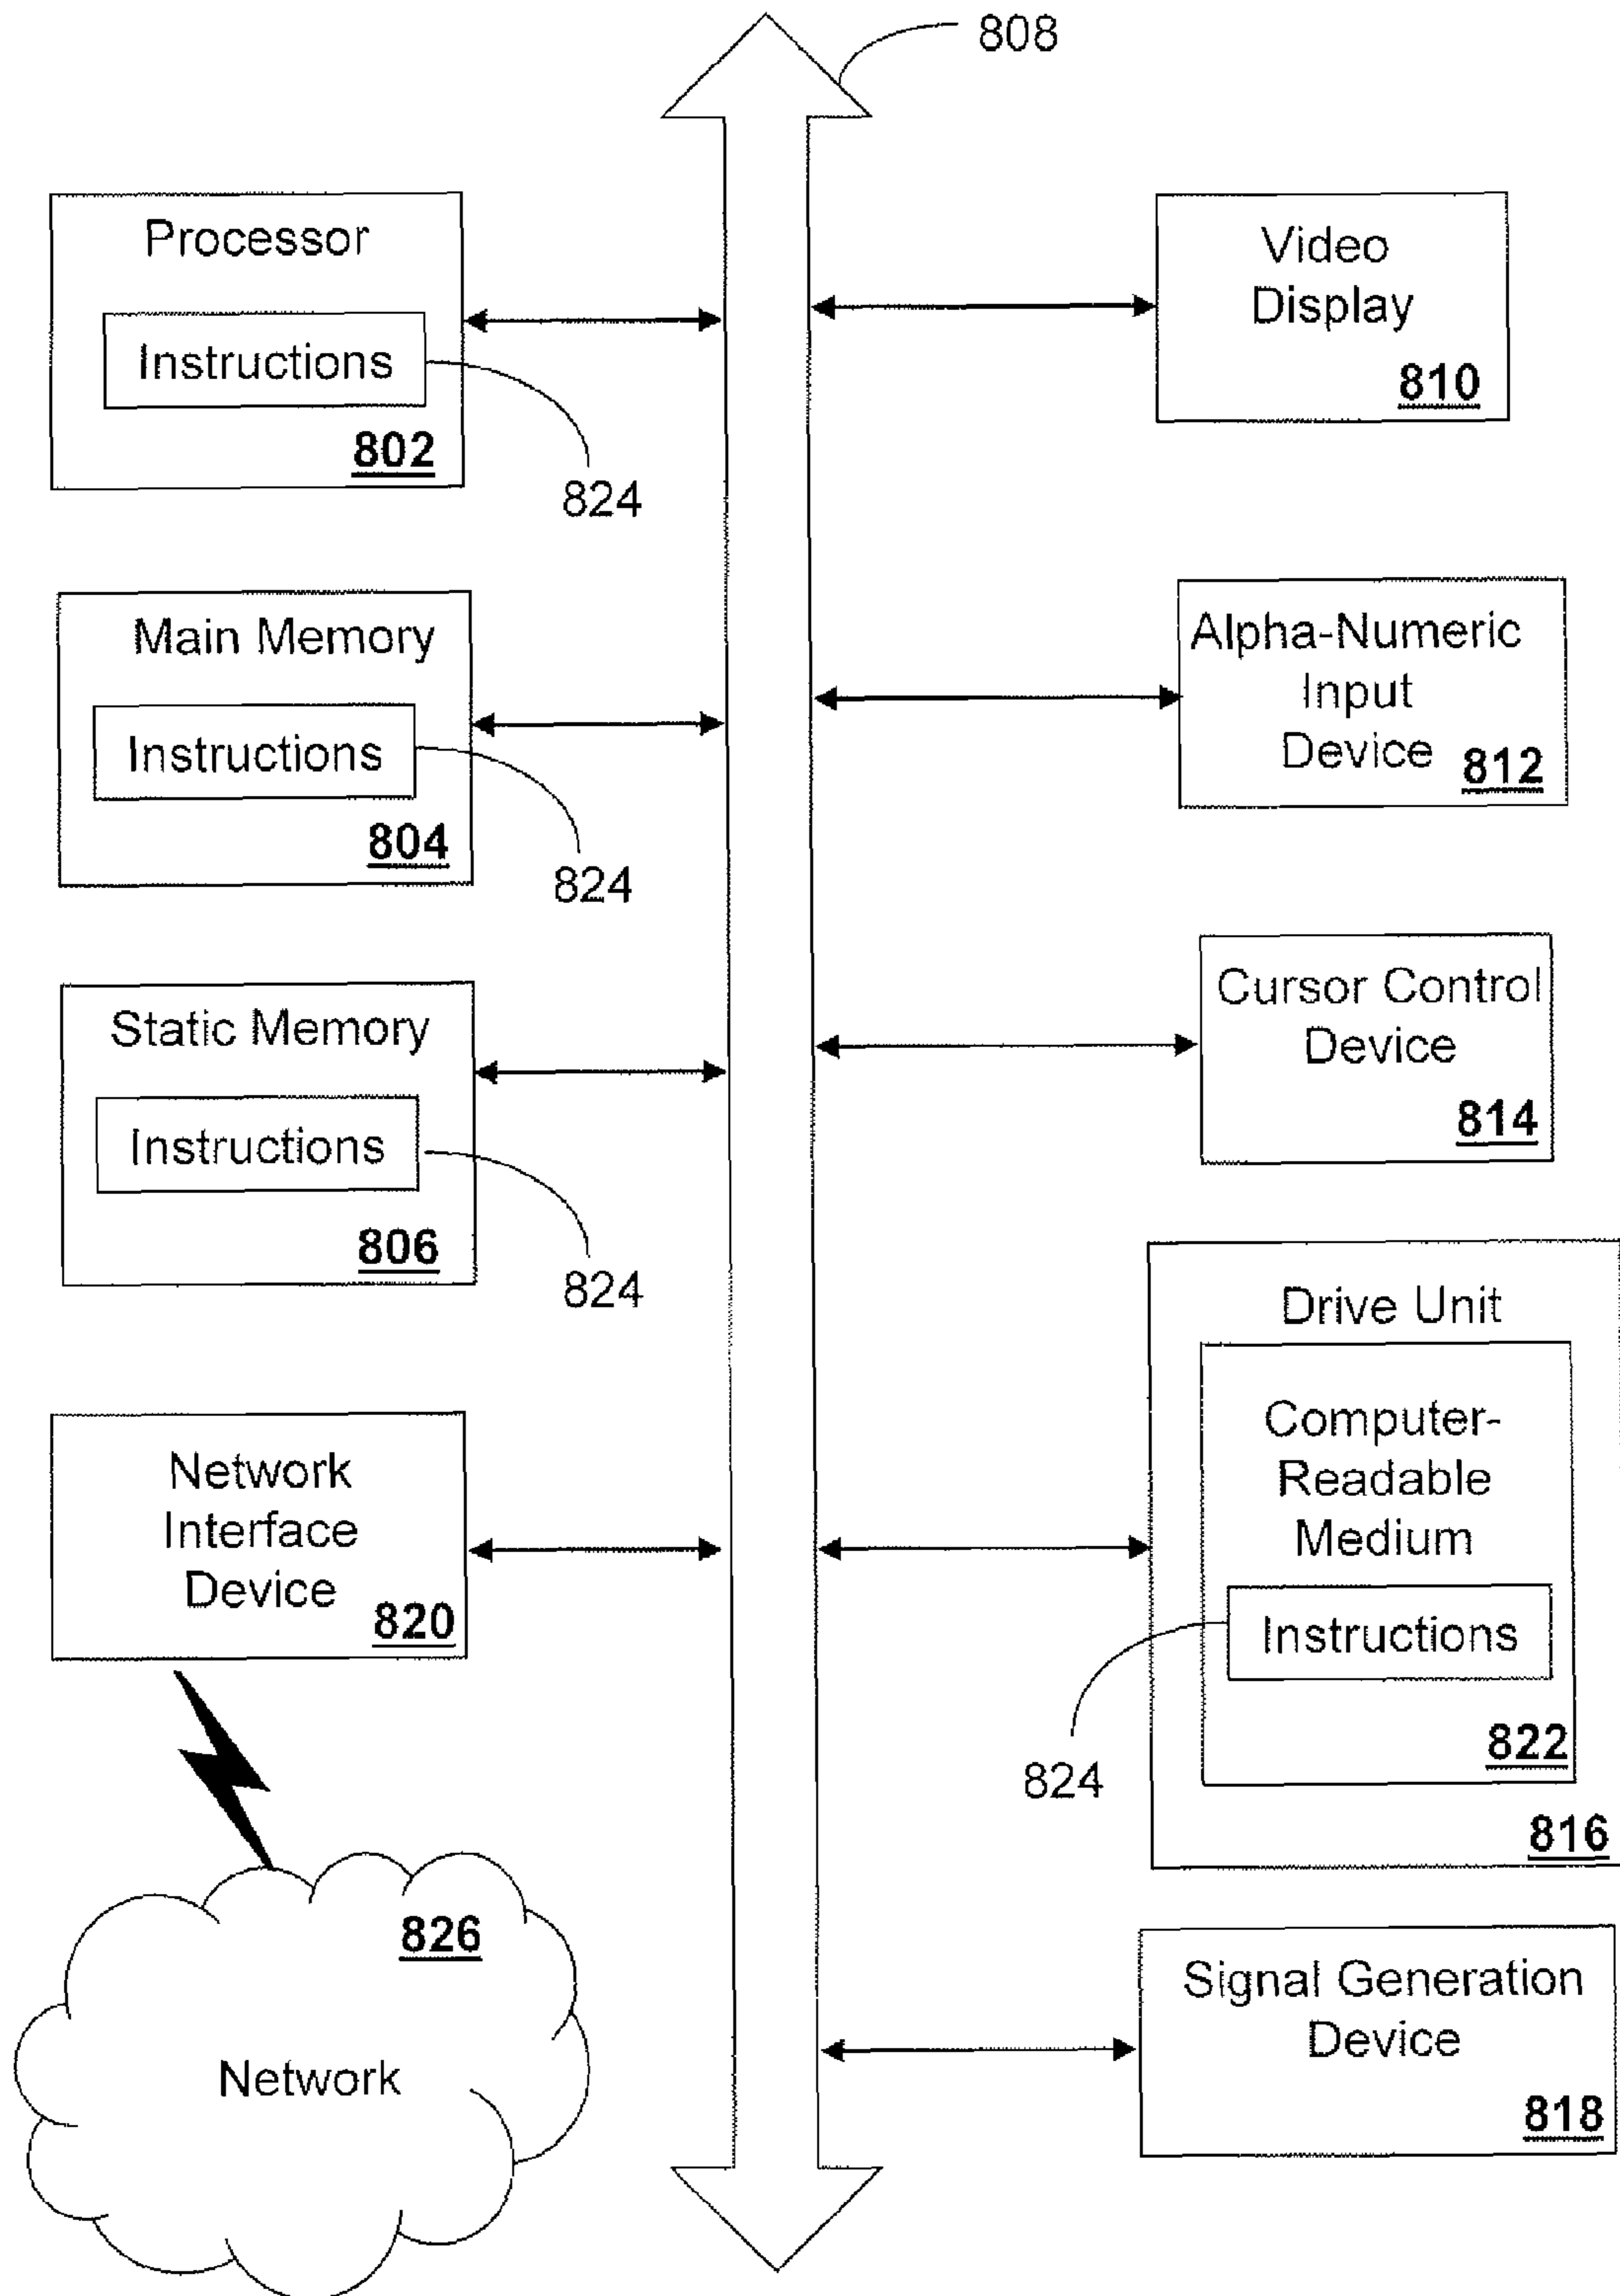 808
Processor
Instructions
802
824
Main Memory
Instructions
804
824
Static Memory
Instructions
806
824
Network
Interface
Device
820
826
Network
Video
Display
810
Alpha-Numeric
Input
Device
812
Cursor Control
Device
814
Drive Unit
Computer-
Readable
Medium
Instructions
824
822
816
Signal Generation
Device
818